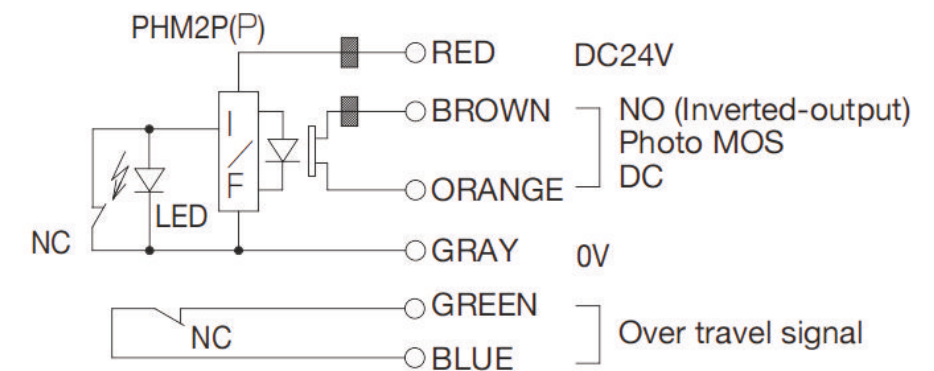 PHM2P(P)
RED DC24V
BROWN NO (Inverted-output)
Photo MOS
DC
I/F
ORANGE
LED
NC
GRAY 0V
GREEN
NC
Over travel signal
BLUE